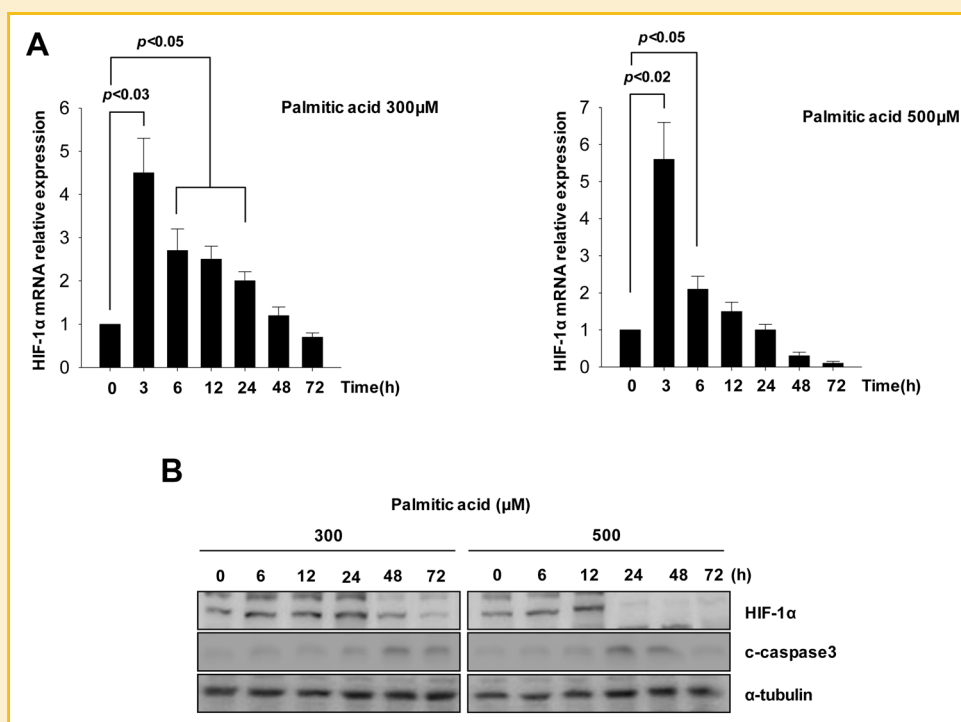 A
p<0.05
p<0.03
Palmitic acid 300µM
HIF-1α mRNA relative expression
6
5
4
3
2
1
0
0 3 6 12 24 48 72 Time(h)
p<0.05
p<0.02
Palmitic acid 500µM
HIF-1α mRNA relative expression
7
6
5
4
3
2
1
0
0 3 6 12 24 48 72 Time(h)
B
Palmitic acid (µM)
300 500
0 6 12 24 48 72 0 6 12 24 48 72 (h)
HIF-1α
c-caspase3
α-tubulin